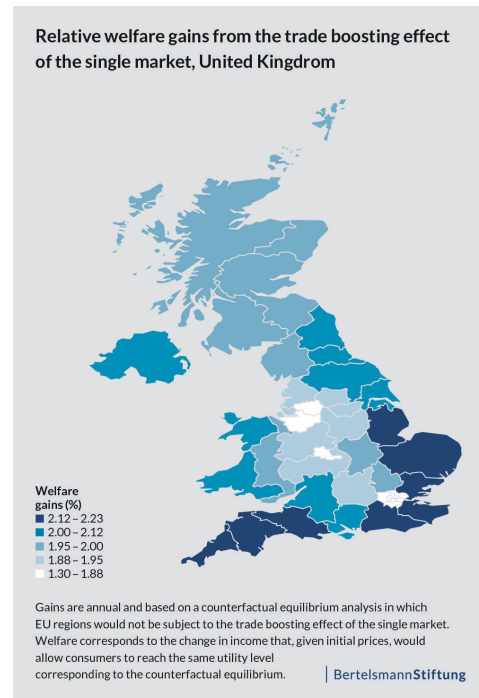 Relative welfare gains from the trade boosting effect
of the single market, United Kingdrom
Welfare
gains (%)
2.12 – 2.23
2.00 – 2.12
1.95 – 2.00
1.88 – 1.95
1.30 – 1.88
Gains are annual and based on a counterfactual equilibrium analysis in which
EU regions would not be subject to the trade boosting effect of the single market.
Welfare corresponds to the change in income that, given initial prices, would
allow consumers to reach the same utility level
corresponding to the counterfactual equilibrium.
BertelsmannStiftung